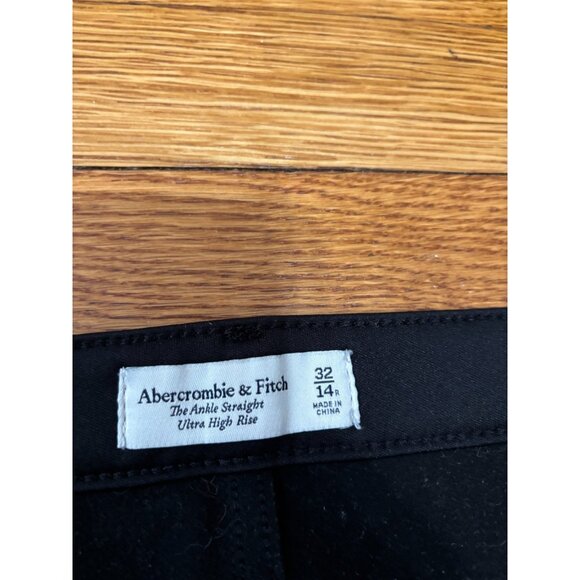 Abercrombie & Fitch
The Ankle Straight
Ultra High Rise
32
14R
MADE IN
CHINA